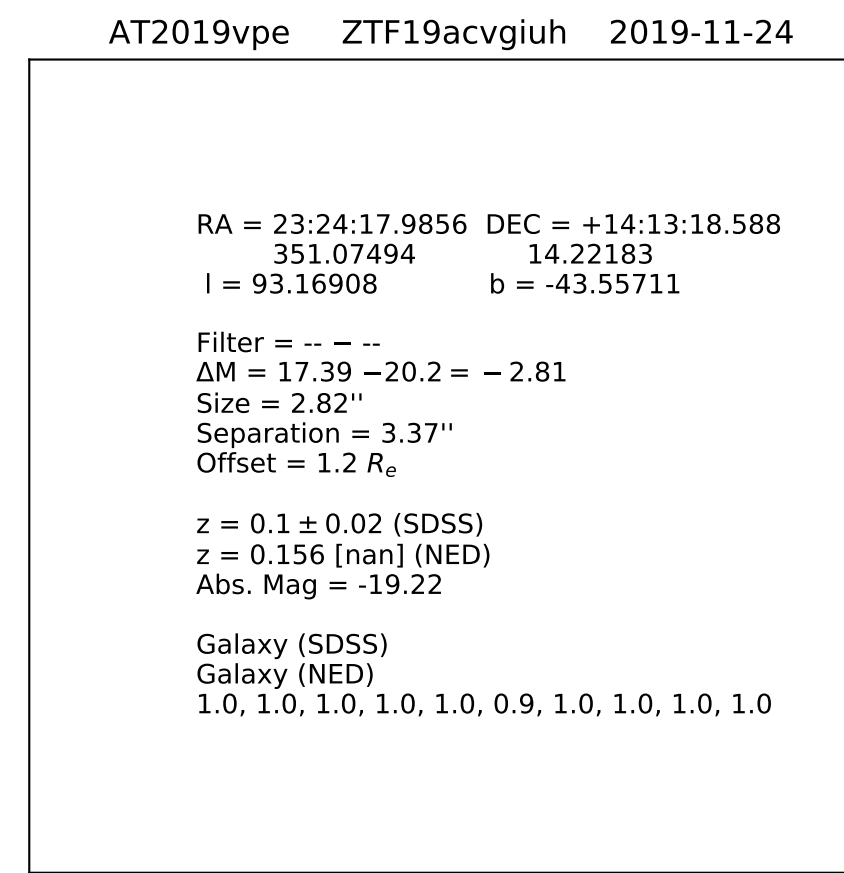 AT2019vpe ZTF19acvgiuh 2019-11-24
RA = 23:24:17.9856 DEC = +14:13:18.588
351.07494 14.22183
l = 93.16908 b = -43.55711
Filter = -- − --
ΔM = 17.39 −20.2 = −2.81
Size = 2.82''
Separation = 3.37''
Offset = 1.2 Rₑ
z = 0.1 ± 0.02 (SDSS)
z = 0.156 [nan] (NED)
Abs. Mag = -19.22
Galaxy (SDSS)
Galaxy (NED)
1.0, 1.0, 1.0, 1.0, 1.0, 0.9, 1.0, 1.0, 1.0, 1.0